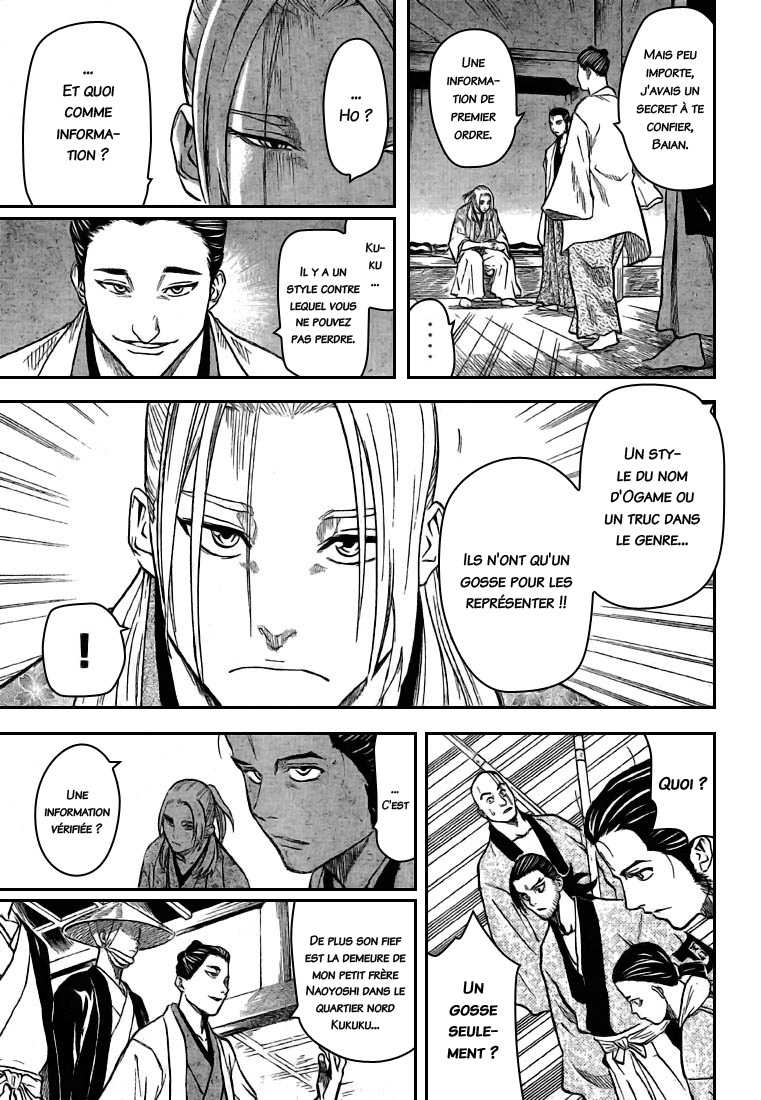 MAIS PEU
IMPORTE,
J'AVAIS UN
SECRET À TE
CONFIER,
BAIAN.
UNE
INFORMA-
TION DE
PREMIER
ORDRE.
...
...
HO ?
...
ET QUOI
COMME
INFORMA-
TION ?
KU-
KU
...
IL Y A UN
STYLE CONTRE
LEQUEL VOUS
NE POUVEZ
PAS PERDRE.
UN STY-
LE DU NOM
D'OGAME OU
UN TRUC DANS
LE GENRE...
ILS N'ONT QU'UN
GOSSE POUR LES
REPRÉSENTER !!
!
QUOI ?
UN
GOSSE
SEULE-
MENT ?
...
C'EST
UNE
INFORMATION
VÉRIFIÉE ?
DE PLUS SON FIEF
EST LA DEMEURE DE
MON PETIT FRÈRE
NAOYOSHI DANS LE
QUARTIER NORD
KUKUKU...